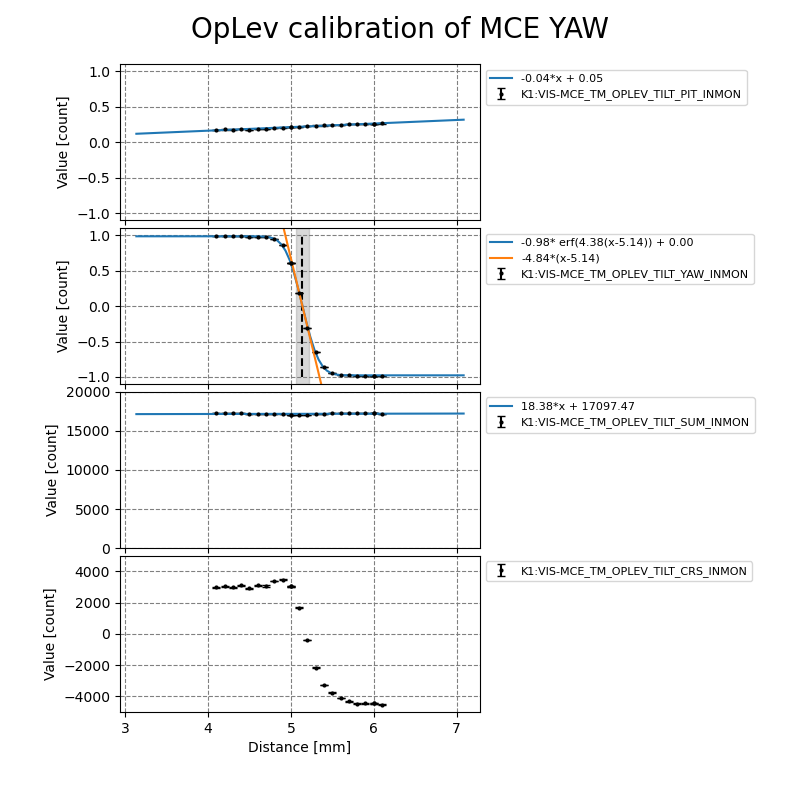 OpLev calibration of MCE YAW
1.0
0.5
0.0
−0.5
−1.0
Value [count]
-0.04*x + 0.05
K1:VIS-MCE_TM_OPLEV_TILT_PIT_INMON
1.0
0.5
0.0
−0.5
−1.0
Value [count]
-0.98* erf(4.38(x-5.14)) + 0.00
-4.84*(x-5.14)
K1:VIS-MCE_TM_OPLEV_TILT_YAW_INMON
20000
15000
10000
5000
0
Value [count]
18.38*x + 17097.47
K1:VIS-MCE_TM_OPLEV_TILT_SUM_INMON
4000
2000
0
−2000
−4000
Value [count]
K1:VIS-MCE_TM_OPLEV_TILT_CRS_INMON
3 4 5 6 7
Distance [mm]